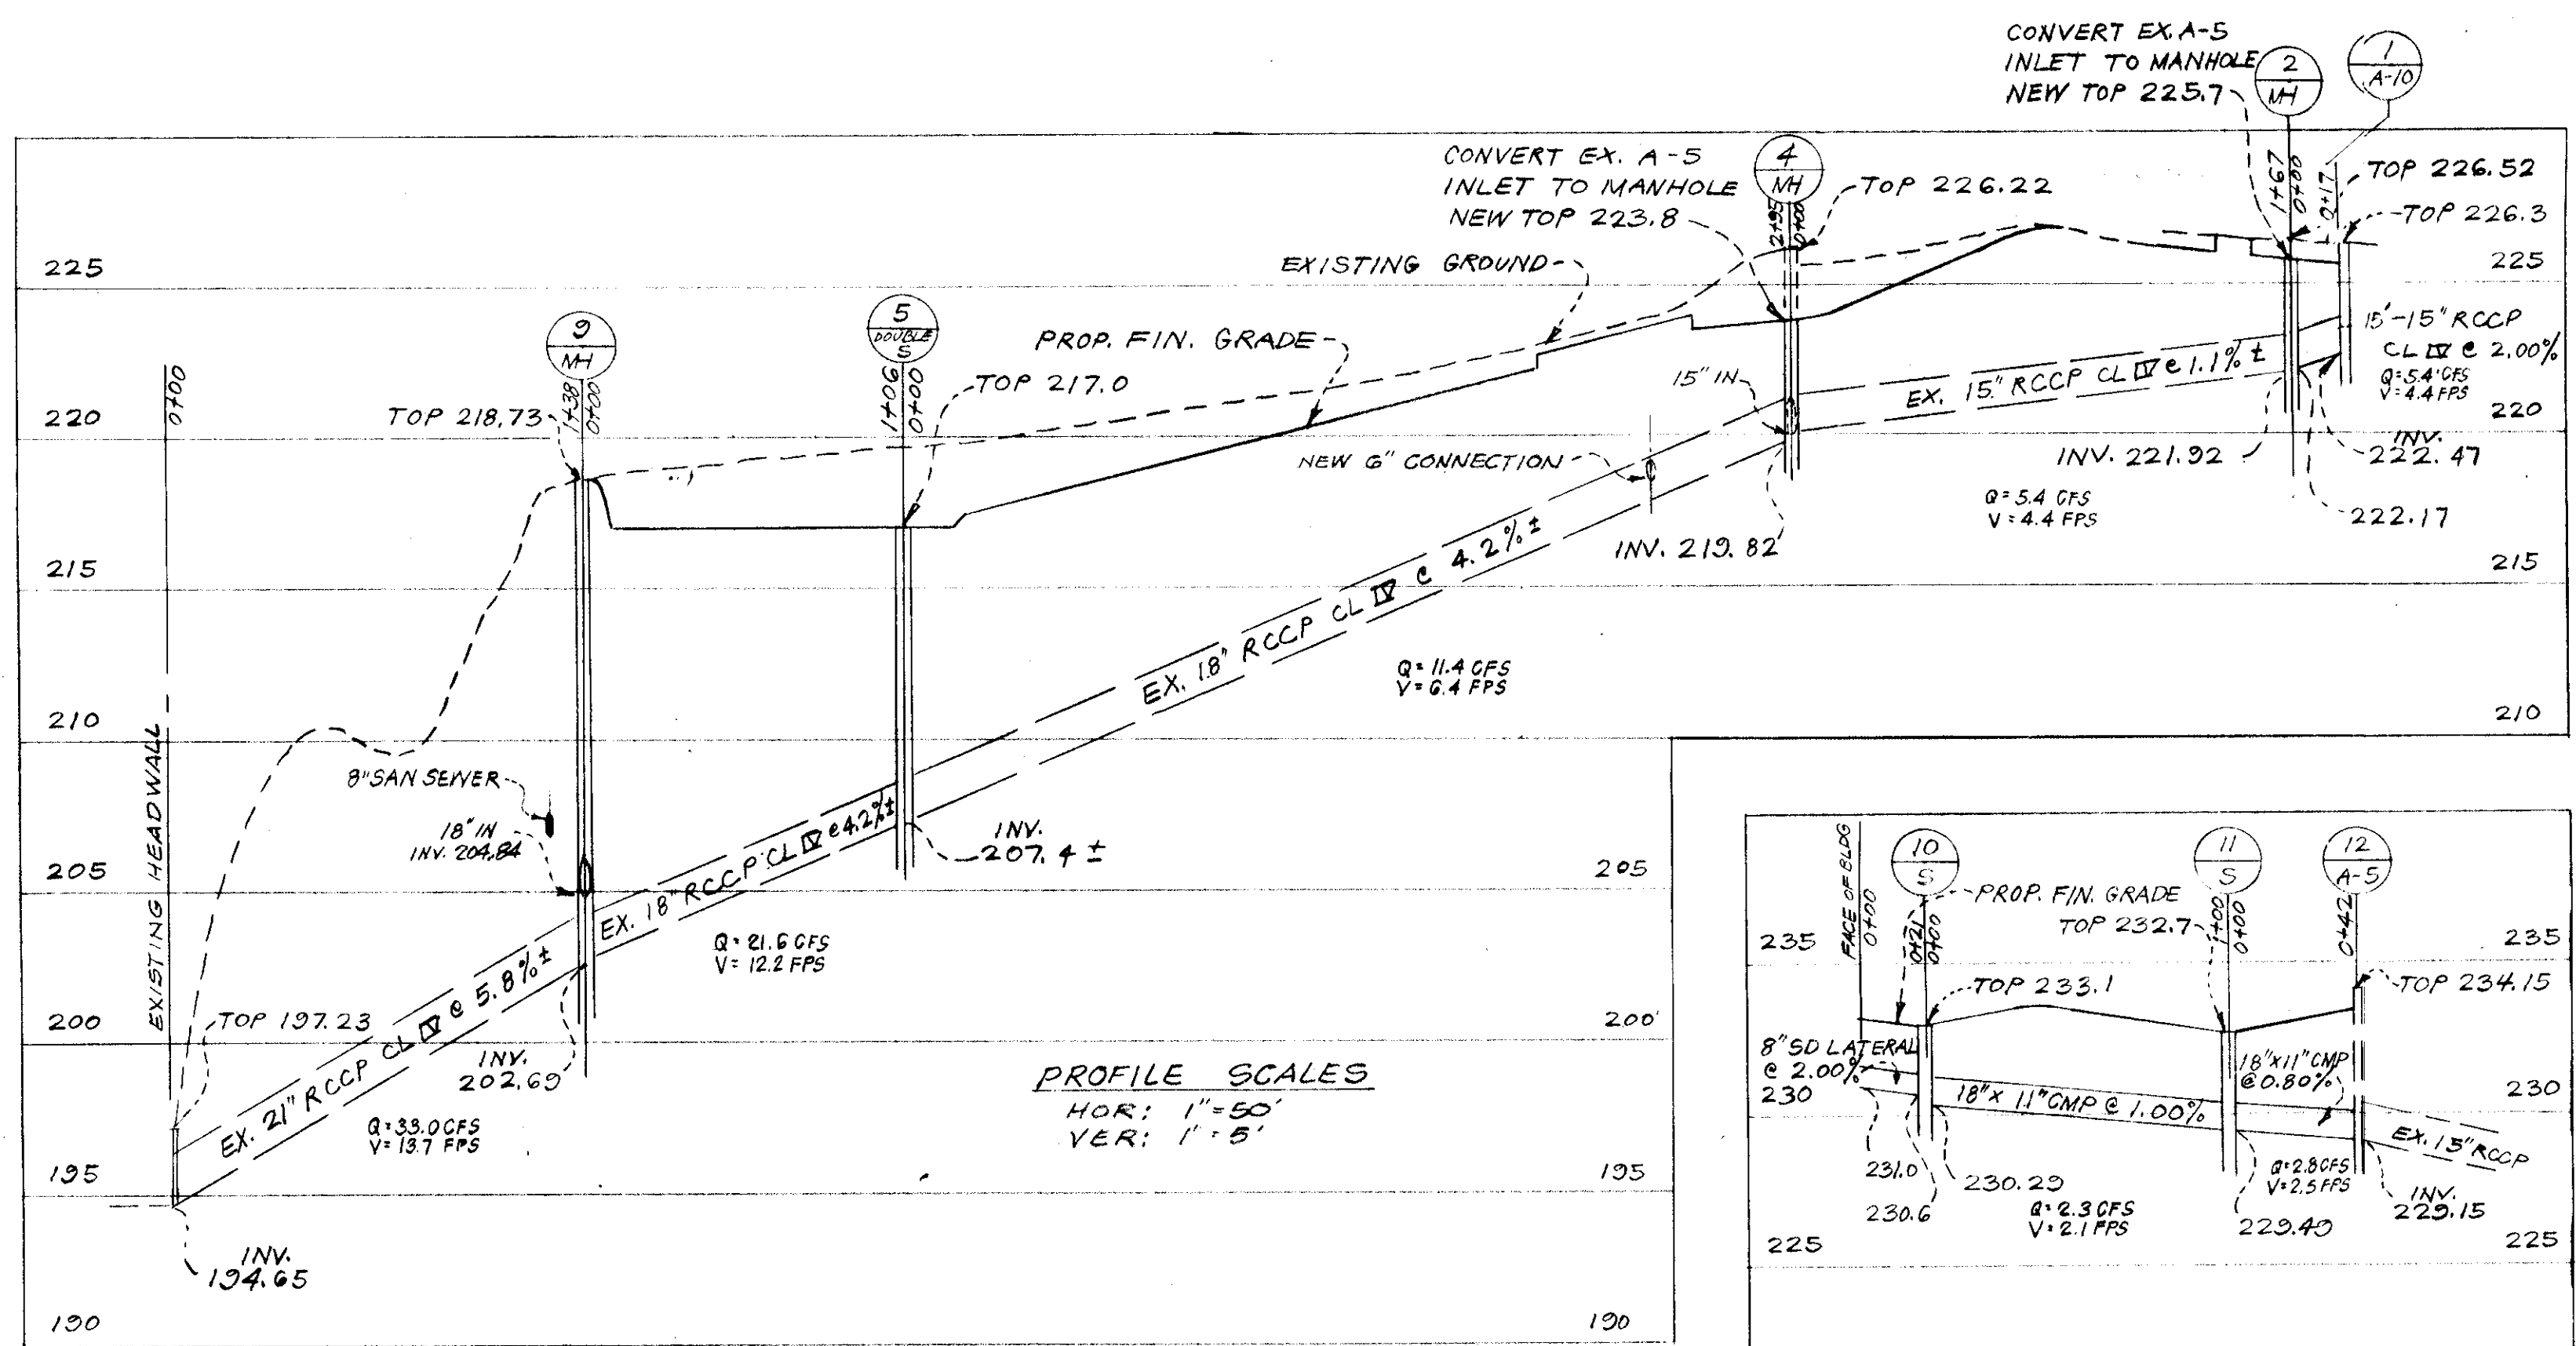 CONVERT EX. A-5
INLET TO MANHOLE
NEW TOP 225.7
2
MH
1
A-10
CONVERT EX. A-5
INLET TO MANHOLE
NEW TOP 223.8
4
MH
TOP 226.22
2+95
0+00
1+67
0+00
0+17
TOP 226.52
TOP 226.3
225
EXISTING GROUND
225
9
MH
5
DOUBLE
S
PROP. FIN. GRADE
TOP 217.0
0+00
1+38
0+00
1+06
0+00
TOP 218.73
15" IN
EX. 15" RCCP CL IV @ 1.1% ±
15'-15" RCCP
CL IV @ 2.00%
Q=5.4 CFS
V=4.4 FPS
220
220
NEW 6" CONNECTION
INV. 221.92
INV.
222.47
Q=5.4 CFS
V=4.4 FPS
222.17
INV. 219.82
215
215
EX. 18" RCCP CL IV @ 4.2% ±
Q=11.4 CFS
V=6.4 FPS
210
210
EXISTING HEADWALL
8" SAN SEWER
18" IN
INV. 204.84
EX. 18" RCCP CL IV @ 4.2% ±
INV.
207.4 ±
205
205
Q=21.6 CFS
V=12.2 FPS
200
TOP 197.23
EX. 21" RCCP CL IV @ 5.8% ±
INV.
202.69
200
Q=33.0 CFS
V=13.7 FPS
PROFILE SCALES
HOR: 1"=50'
VER: 1"=5'
195
195
INV.
194.65
190
190
FACE OF BLDG
0+00
10
S
11
S
12
A-5
PROP. FIN. GRADE
TOP 232.7
0+21
0+00
1+00
0+00
0+42
235
235
TOP 233.1
TOP 234.15
8" SD LATERAL
@ 2.00%
18"X11" CMP
@ 0.80%
230
230
18" X 11" CMP @ 1.00%
EX. 15" RCCP
231.0
230.29
230.6
Q=2.3 CFS
V=2.1 FPS
Q=2.8 CFS
V=2.5 FPS
229.49
INV.
229.15
225
225